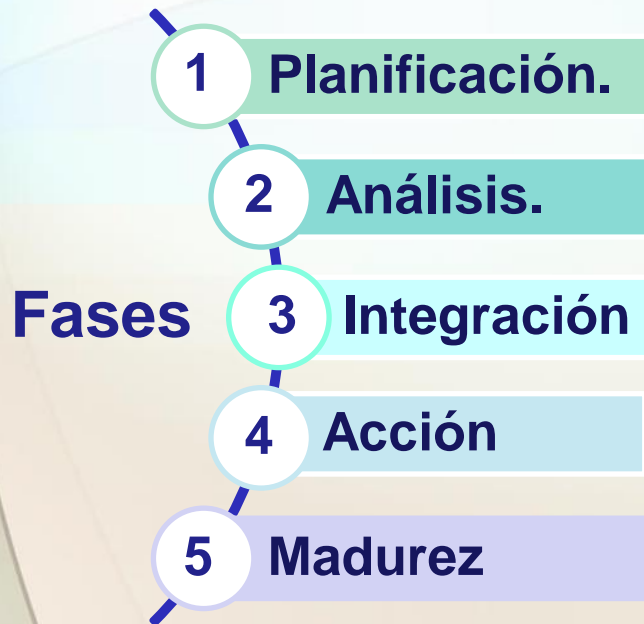 1 Planificación.
2 Análisis.
Fases
3 Integración
4 Acción
5 Madurez